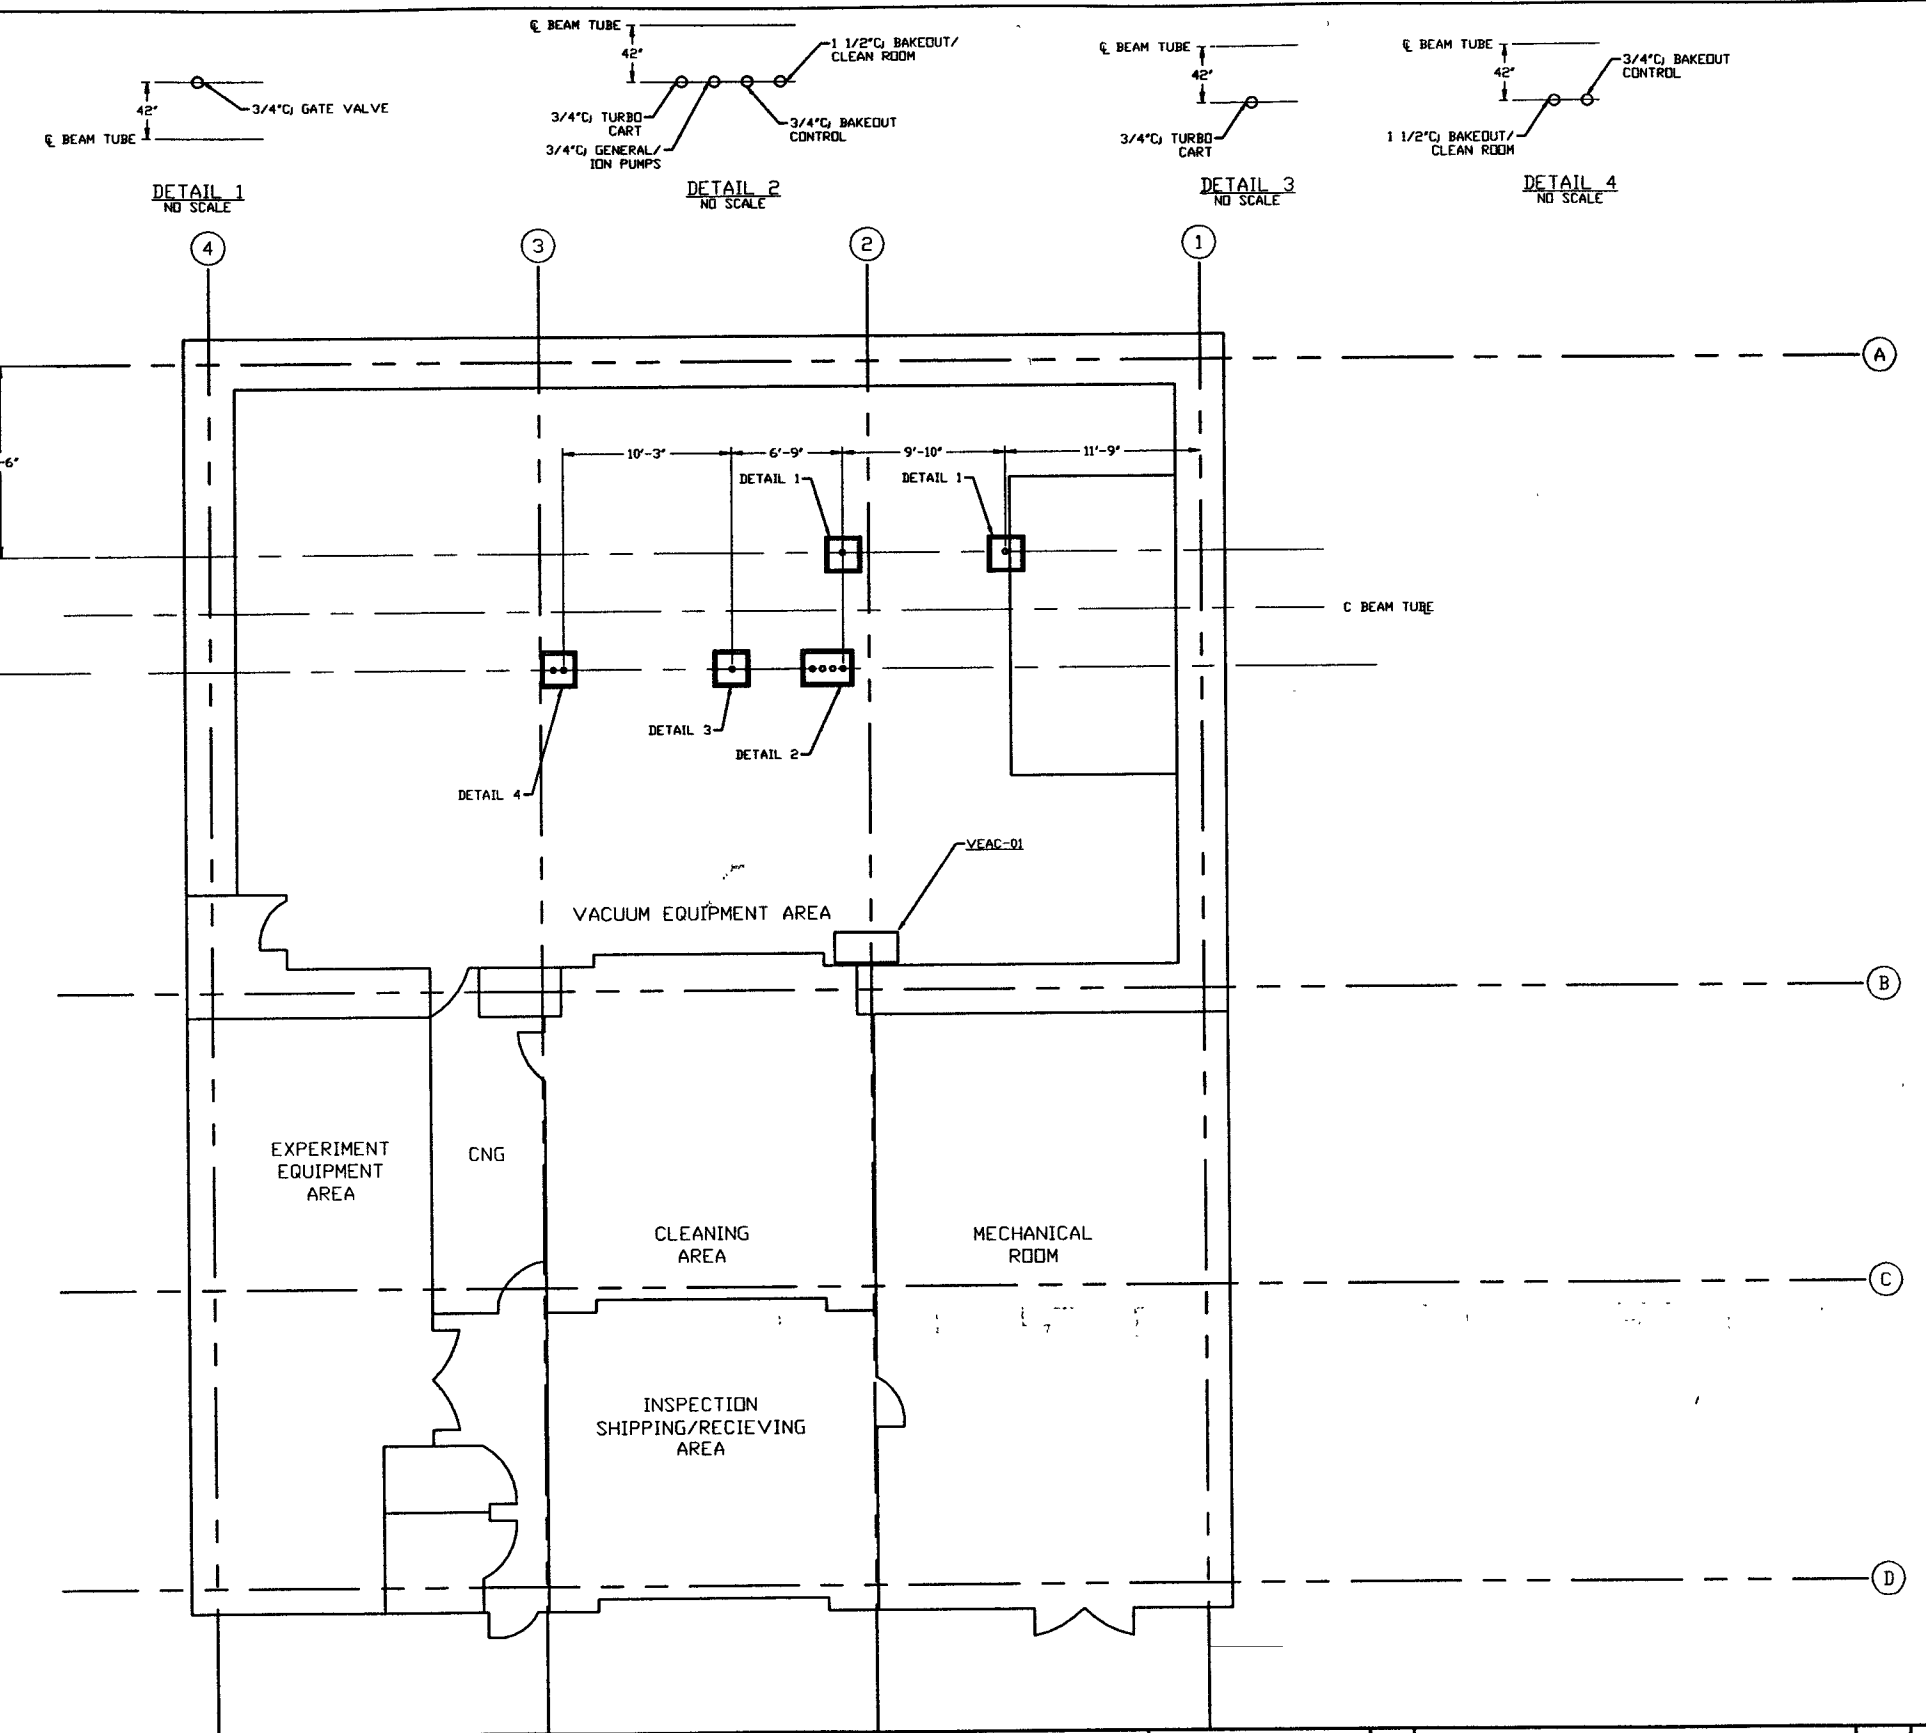 ℄ BEAM TUBE
42"
1 1/2"C; BAKEOUT/
CLEAN ROOM
3/4"C; TURBO
CART
3/4"C; GENERAL/
ION PUMPS
3/4"C; BAKEOUT
CONTROL
DETAIL 2
NO SCALE
42"
3/4"C; GATE VALVE
℄ BEAM TUBE
DETAIL 1
NO SCALE
℄ BEAM TUBE
42"
3/4"C; TURBO
CART
DETAIL 3
NO SCALE
℄ BEAM TUBE
42"
3/4"C; BAKEOUT
CONTROL
1 1/2"C; BAKEOUT/
CLEAN ROOM
DETAIL 4
NO SCALE
4
3
2
1
A
-6"
10'-3"
6'-9"
9'-10"
11'-9"
DETAIL 1
DETAIL 1
C BEAM TUBE
DETAIL 3
DETAIL 2
DETAIL 4
VEAC-01
VACUUM EQUIPMENT AREA
B
EXPERIMENT
EQUIPMENT
AREA
CNG
CLEANING
AREA
MECHANICAL
ROOM
C
INSPECTION
SHIPPING/RECIEVING
AREA
D